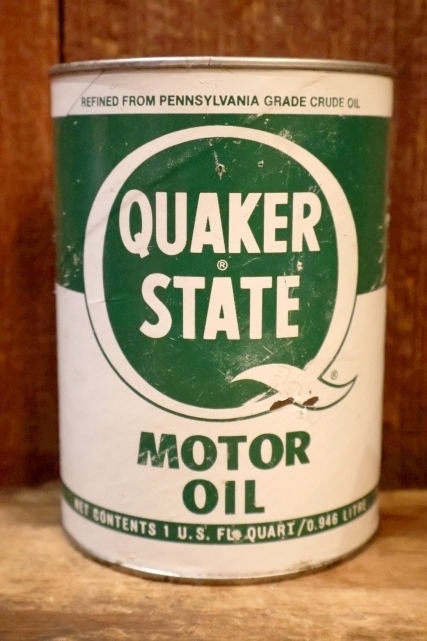 REFINED FROM PENNSYLVANIA GRADE CRUDE OIL
QUAKER
®
STATE
®
MOTOR
OIL
NET CONTENTS 1 U.S. FL. QUART/0.946 LITRE